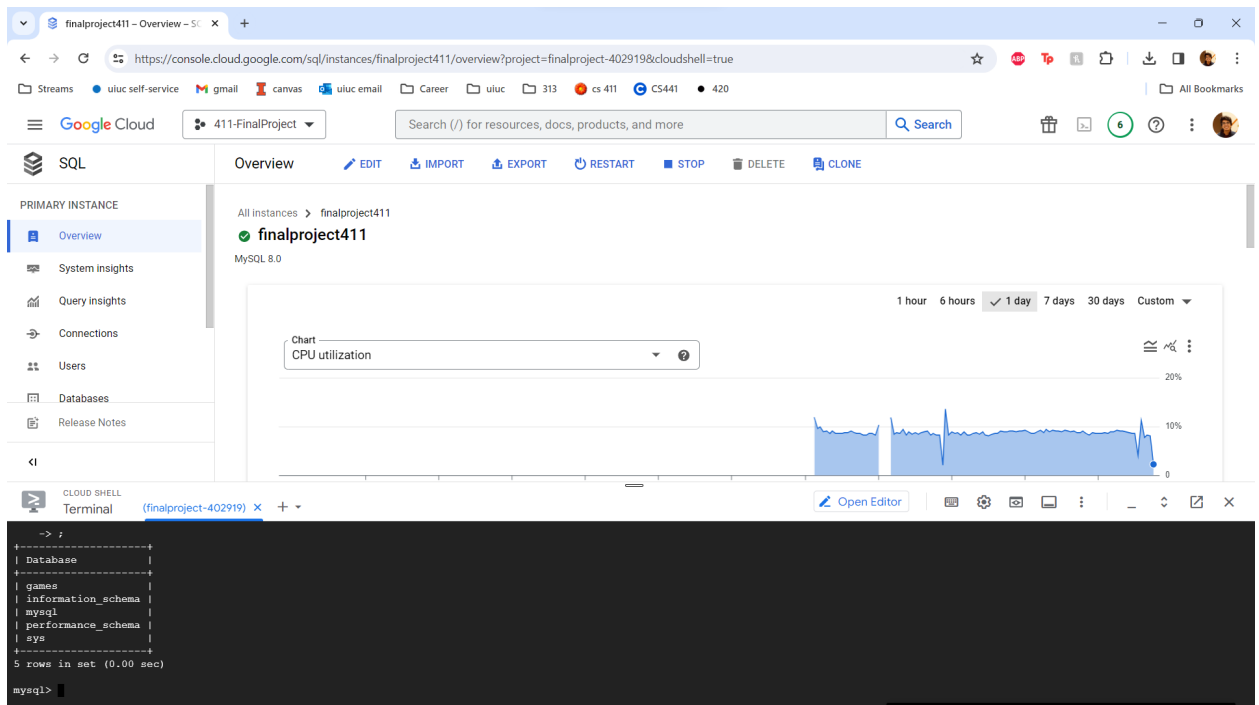 finalproject411 – Overview – SC
https://console.cloud.google.com/sql/instances/finalproject411/overview?project=finalproject-402919&cloudshell=true
ABP Tp
Streams uiuc self-service gmail canvas uiuc email Career uiuc 313 cs 411 CS441 420 All Bookmarks
Google Cloud 411-FinalProject Search (/) for resources, docs, products, and more Search 6
SQL Overview EDIT IMPORT EXPORT RESTART STOP DELETE CLONE
PRIMARY INSTANCE
Overview
System insights
Query insights
Connections
Users
Databases
Release Notes
All instances > finalproject411
finalproject411
MySQL 8.0
1 hour 6 hours 1 day 7 days 30 days Custom
Chart
CPU utilization
20%
10%
0
CLOUD SHELL
Terminal (finalproject-402919) Open Editor
-> ;
+--------------------+
| Database           |
+--------------------+
| games              |
| information_schema |
| mysql              |
| performance_schema |
| sys                |
+--------------------+
5 rows in set (0.00 sec)
mysql>